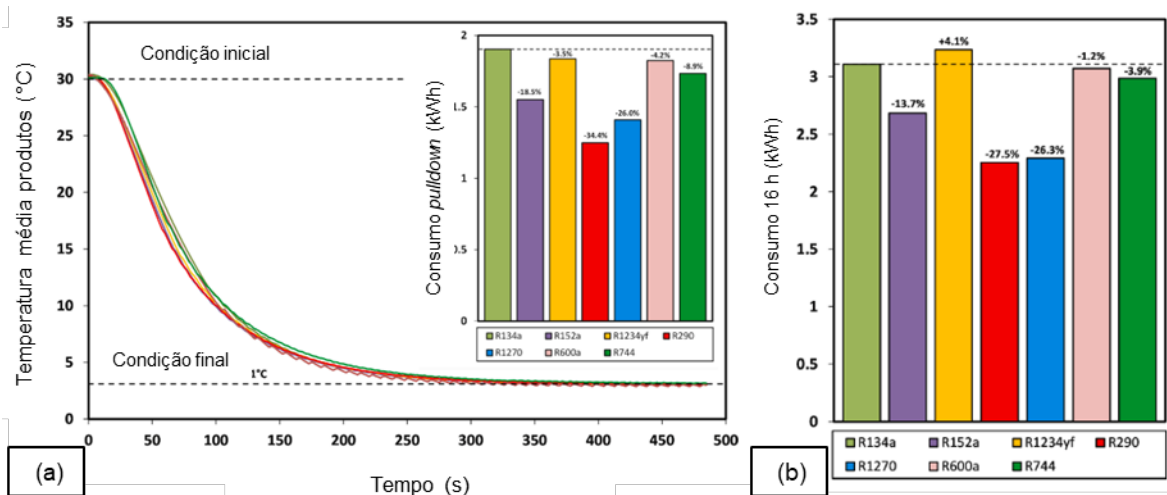 35
30
25
20
15
10
5
0
Temperatura média produtos (°C)
Condição inicial
Condição final
1°C
0 50 100 150 200 250 300 350 400 450 500
Tempo (s)
(a)
2
1.5
1
0.5
0
Consumo pulldown (kWh)
-18.5%
-3.5%
-34.4%
-26.0%
-4.2%
-8.9%
R134a R152a R1234yf R290
R1270 R600a R744
3.5
3
2.5
2
1.5
1
0.5
0
Consumo 16 h (kWh)
-13.7%
+4.1%
-27.5%
-26.3%
-1.2%
-3.9%
R134a R152a R1234yf R290
R1270 R600a R744
(b)